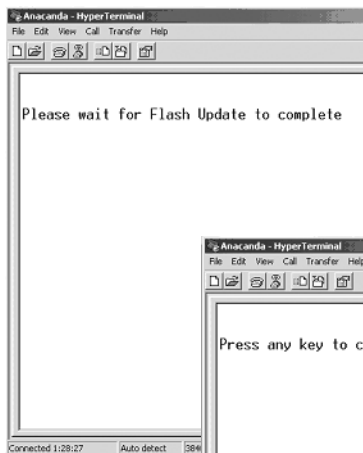 Anacanda - HyperTerminal
File Edit View Call Transfer Help
Please wait for Flash Update to complete
Connected 1:28:27 Auto detect
Anacanda - HyperTerminal
File Edit View Call Transfer Help
Press any key to